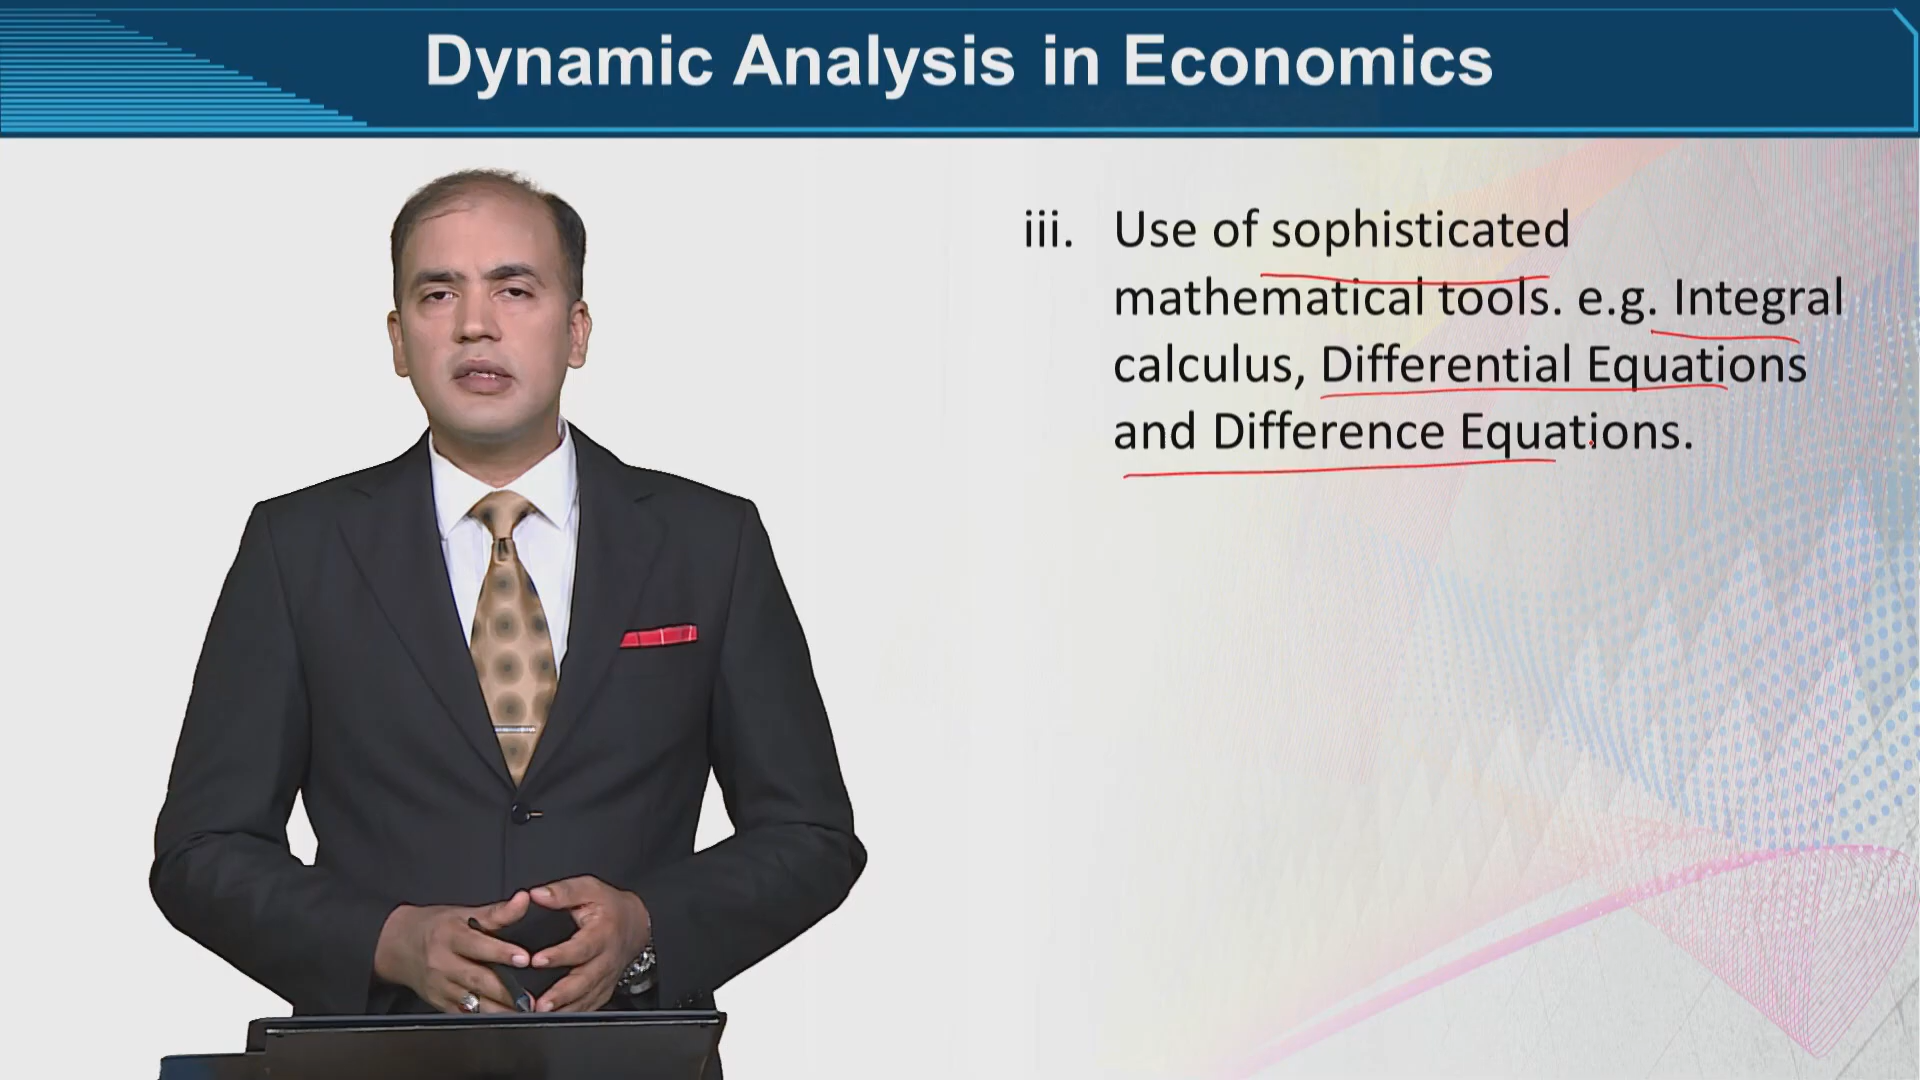 Dynamic Analysis in Economics
iii. Use of sophisticated
mathematical tools. e.g. Integral
calculus, Differential Equations
and Difference Equations.